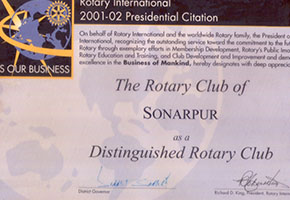 Rotary International
2001-02 Presidential Citation
S OUR BUSINESS
On behalf of Rotary International and the worldwide Rotary family, the President of
International, recognizing the outstanding service toward the commitment to the futu
Rotary through exemplary efforts in Membership Development, Rotary's Public Ima
Rotary Education and Training, and Club Development and Improvement and dem
excellence in the Business of Mankind, hereby designates with deep apprecia
The Rotary Club of
SONARPUR
as a
Distinguished Rotary Club
District Governor
Richard D. King, President, Rotary Intern